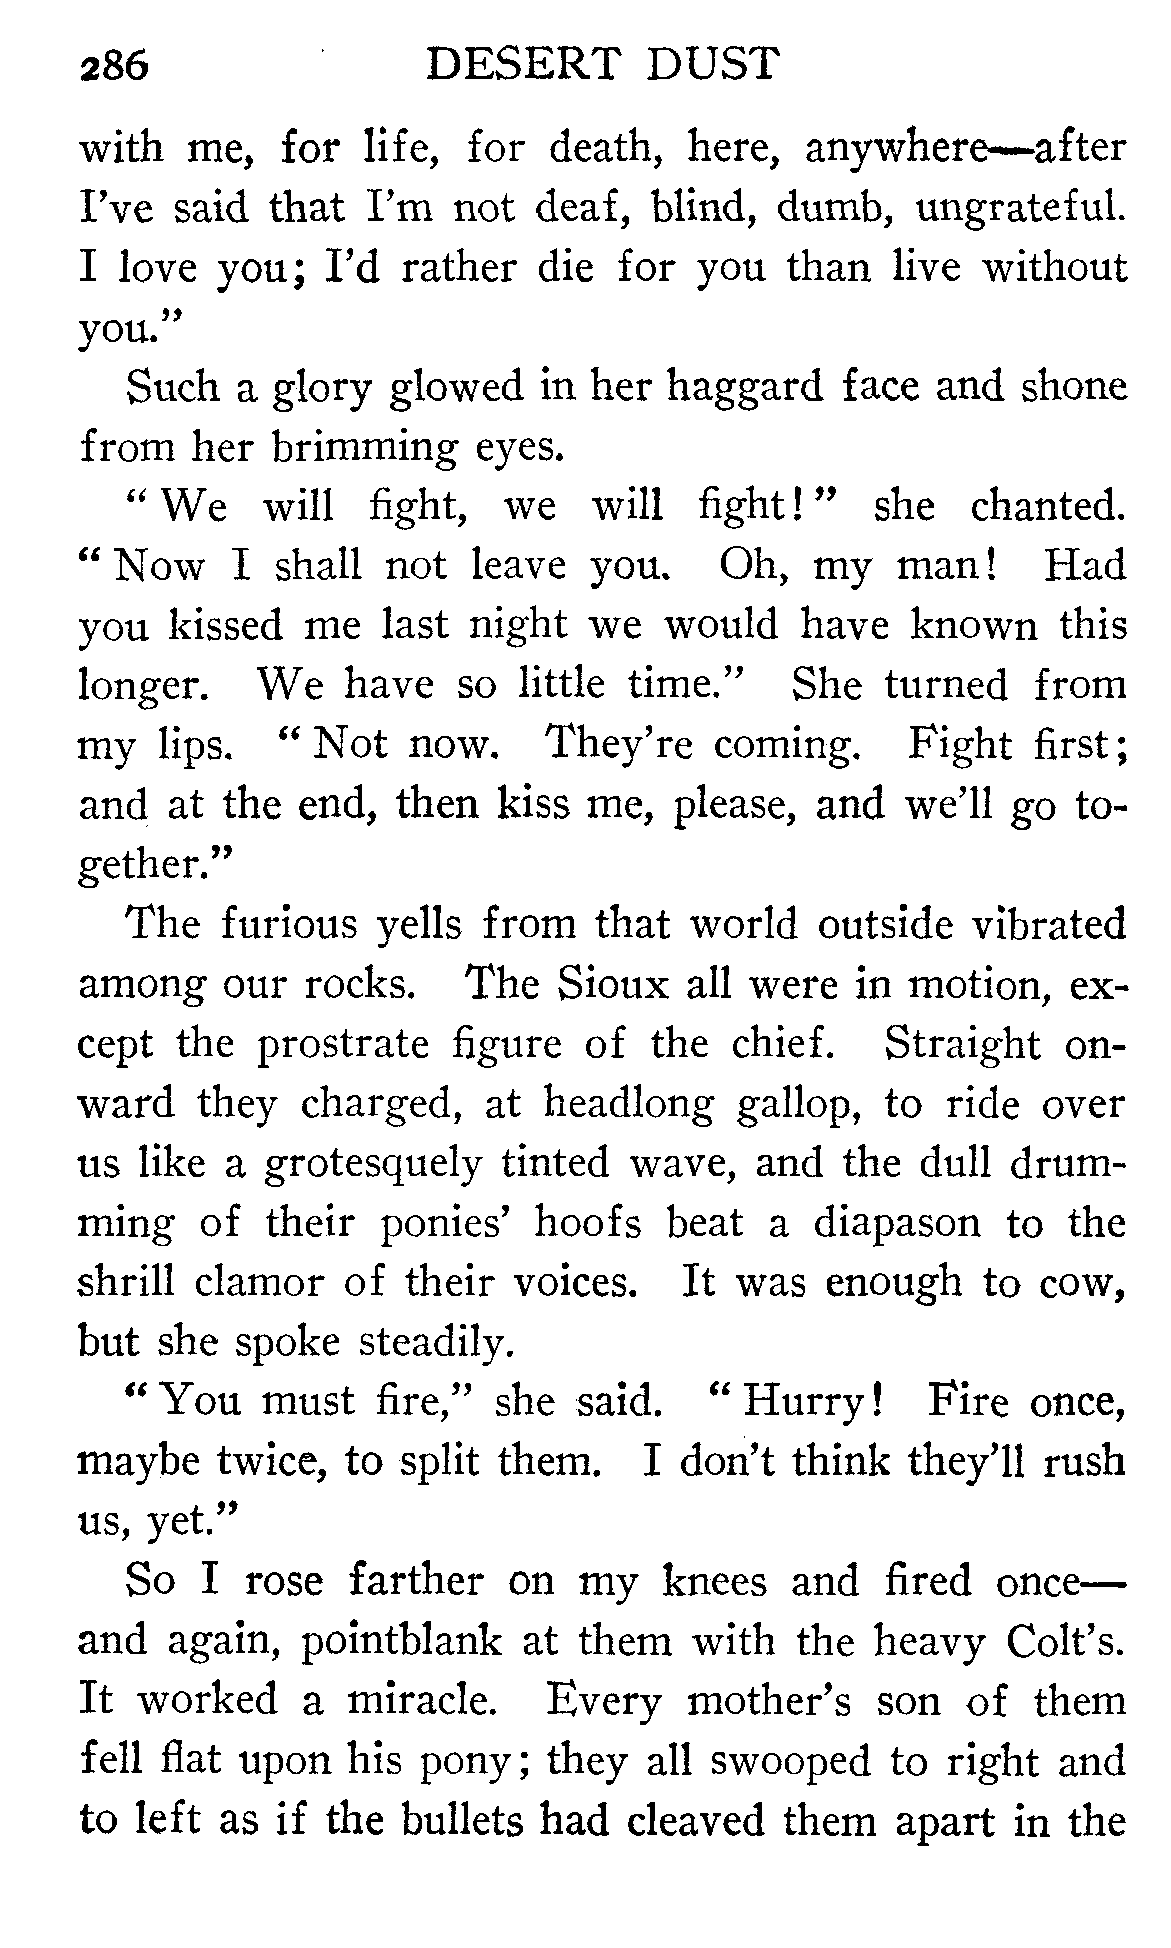 286 DESERT DUST
with me, for life, for death, here, anywhere—after
I've said that I'm not deaf, blind, dumb, ungrateful.
I love you; I'd rather die for you than live without
you."
Such a glory glowed in her haggard face and shone
from her brimming eyes.
"We will fight, we will fight!" she chanted.
"Now I shall not leave you. Oh, my man! Had
you kissed me last night we would have known this
longer. We have so little time." She turned from
my lips. "Not now. They're coming. Fight first;
and at the end, then kiss me, please, and we'll go to-
gether."
The furious yells from that world outside vibrated
among our rocks. The Sioux all were in motion, ex-
cept the prostrate figure of the chief. Straight on-
ward they charged, at headlong gallop, to ride over
us like a grotesquely tinted wave, and the dull drum-
ming of their ponies' hoofs beat a diapason to the
shrill clamor of their voices. It was enough to cow,
but she spoke steadily.
"You must fire," she said. "Hurry! Fire once,
maybe twice, to split them. I don't think they'll rush
us, yet."
So I rose farther on my knees and fired once—
and again, pointblank at them with the heavy Colt's.
It worked a miracle. Every mother's son of them
fell flat upon his pony; they all swooped to right and
to left as if the bullets had cleaved them apart in the